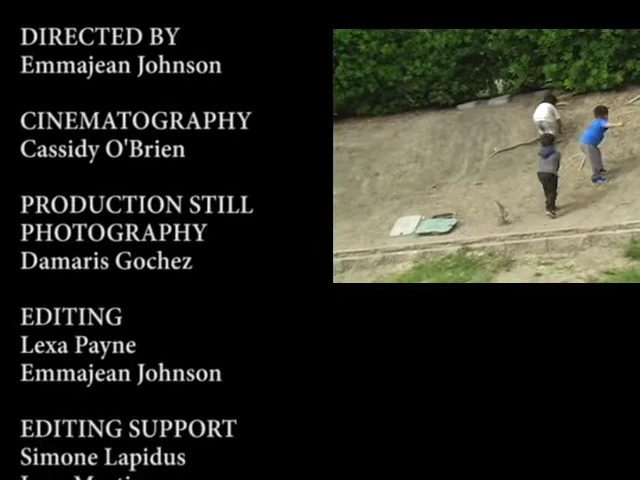 DIRECTED BY
Emmajean Johnson
CINEMATOGRAPHY
Cassidy O'Brien
PRODUCTION STILL
PHOTOGRAPHY
Damaris Gochez
EDITING
Lexa Payne
Emmajean Johnson
EDITING SUPPORT
Simone Lapidus